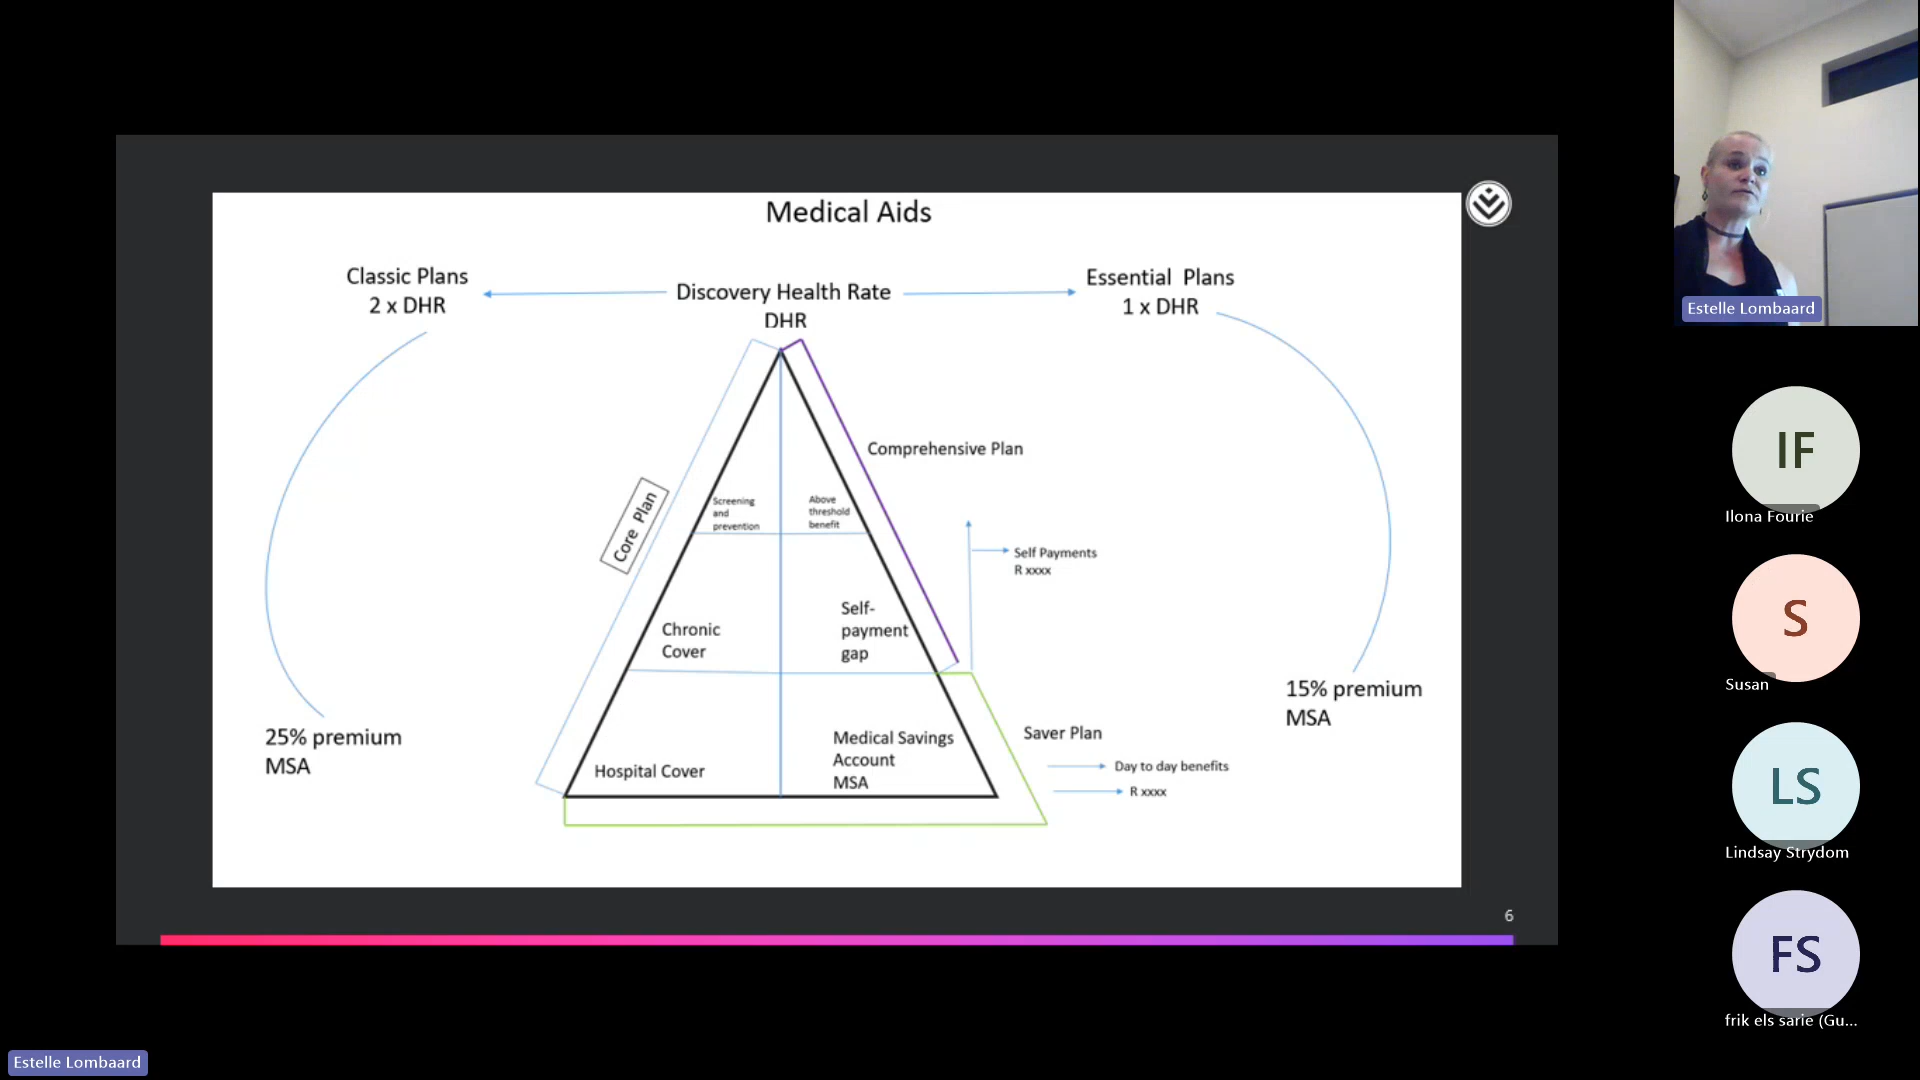 Medical Aids
Classic Plans
2 x DHR
Discovery Health Rate
DHR
Essential Plans
1 x DHR
Comprehensive Plan
Core Plan
Screening
and
prevention
Above
threshold
benefit
Self Payments
R xxxx
Chronic
Cover
Self-
payment
gap
25% premium
MSA
15% premium
MSA
Hospital Cover
Medical Savings
Account
MSA
Saver Plan
Day to day benefits
R xxxx
6
Estelle Lombaard
IF
Ilona Fourie
S
Susan
LS
Lindsay Strydom
FS
frik els sarie (Gu...
Estelle Lombaard